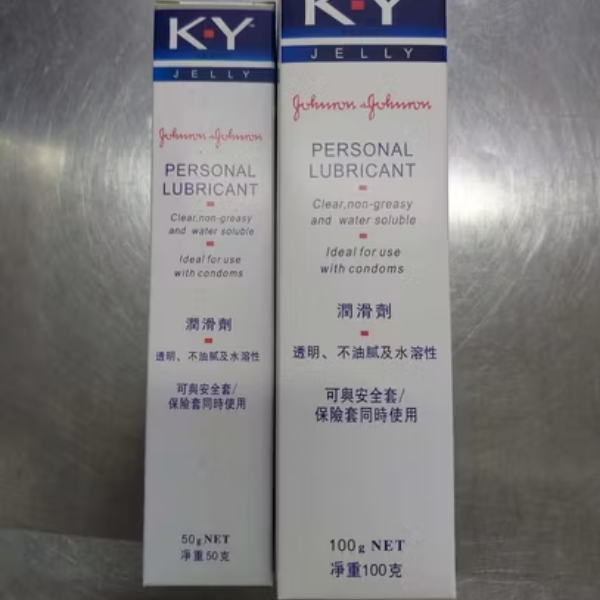 K·Y
JELLY
Johnson & Johnson
PERSONAL
LUBRICANT
Clear,non-greasy
and water soluble
Ideal for use
with condoms
潤滑劑
透明、不油膩及水溶性
可與安全套/
保險套同時使用
50g NET
凈重50克
K·Y
JELLY
Johnson & Johnson
PERSONAL
LUBRICANT
Clear,non-greasy
and water soluble
Ideal for use
with condoms
潤滑劑
透明、不油膩及水溶性
可與安全套/
保險套同時使用
100g NET
凈重100克